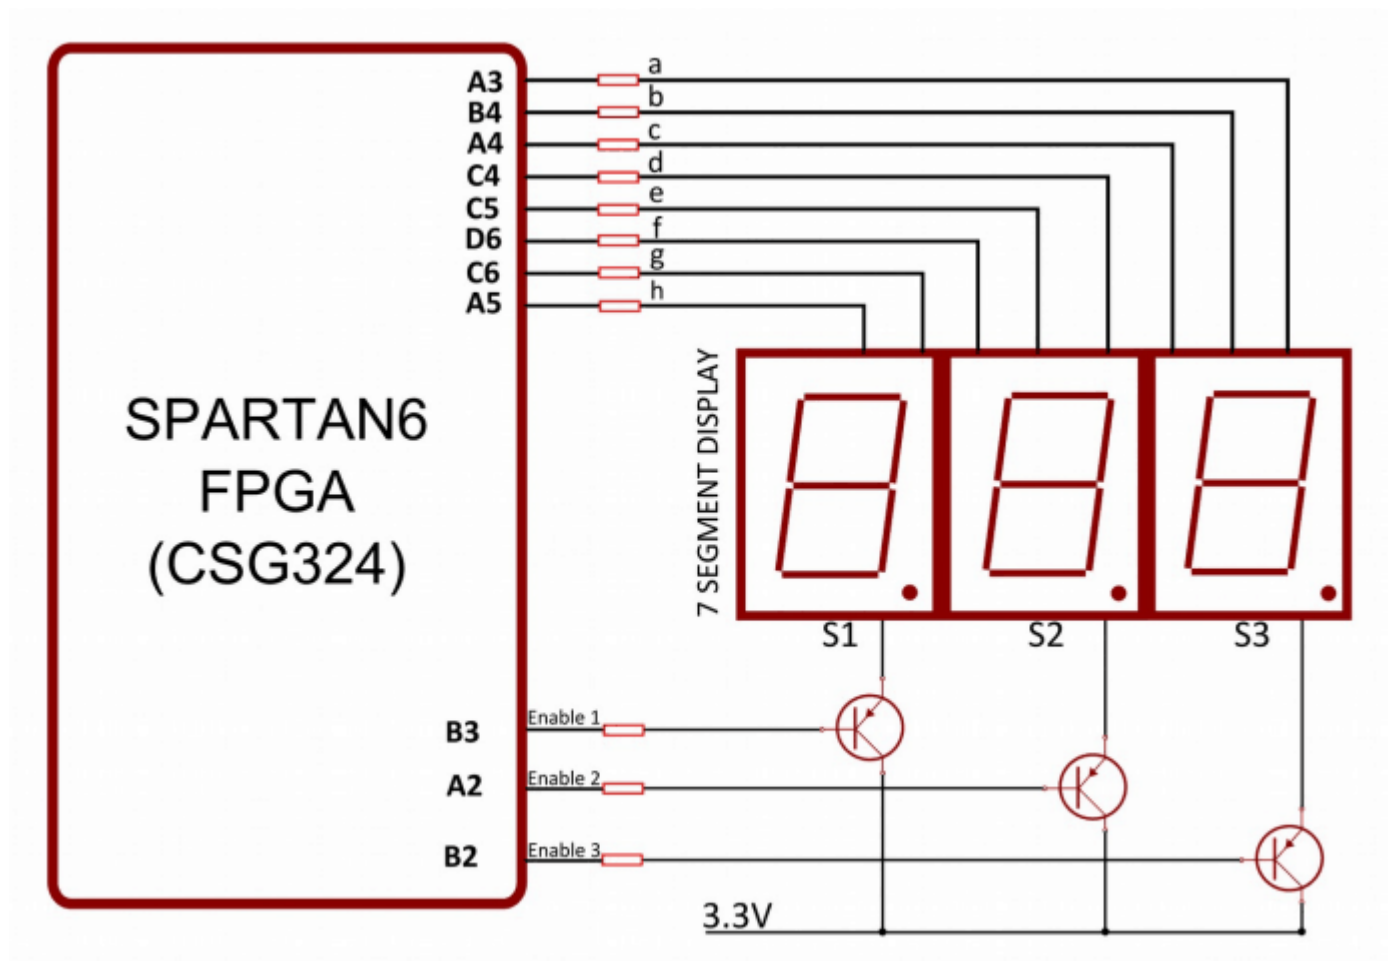 A3
a
B4
b
A4
c
C4
d
C5
e
D6
f
C6
g
A5
h
SPARTAN6
FPGA
(CSG324)
7 SEGMENT DISPLAY
S1
S2
S3
B3
Enable 1
A2
Enable 2
B2
Enable 3
3.3V